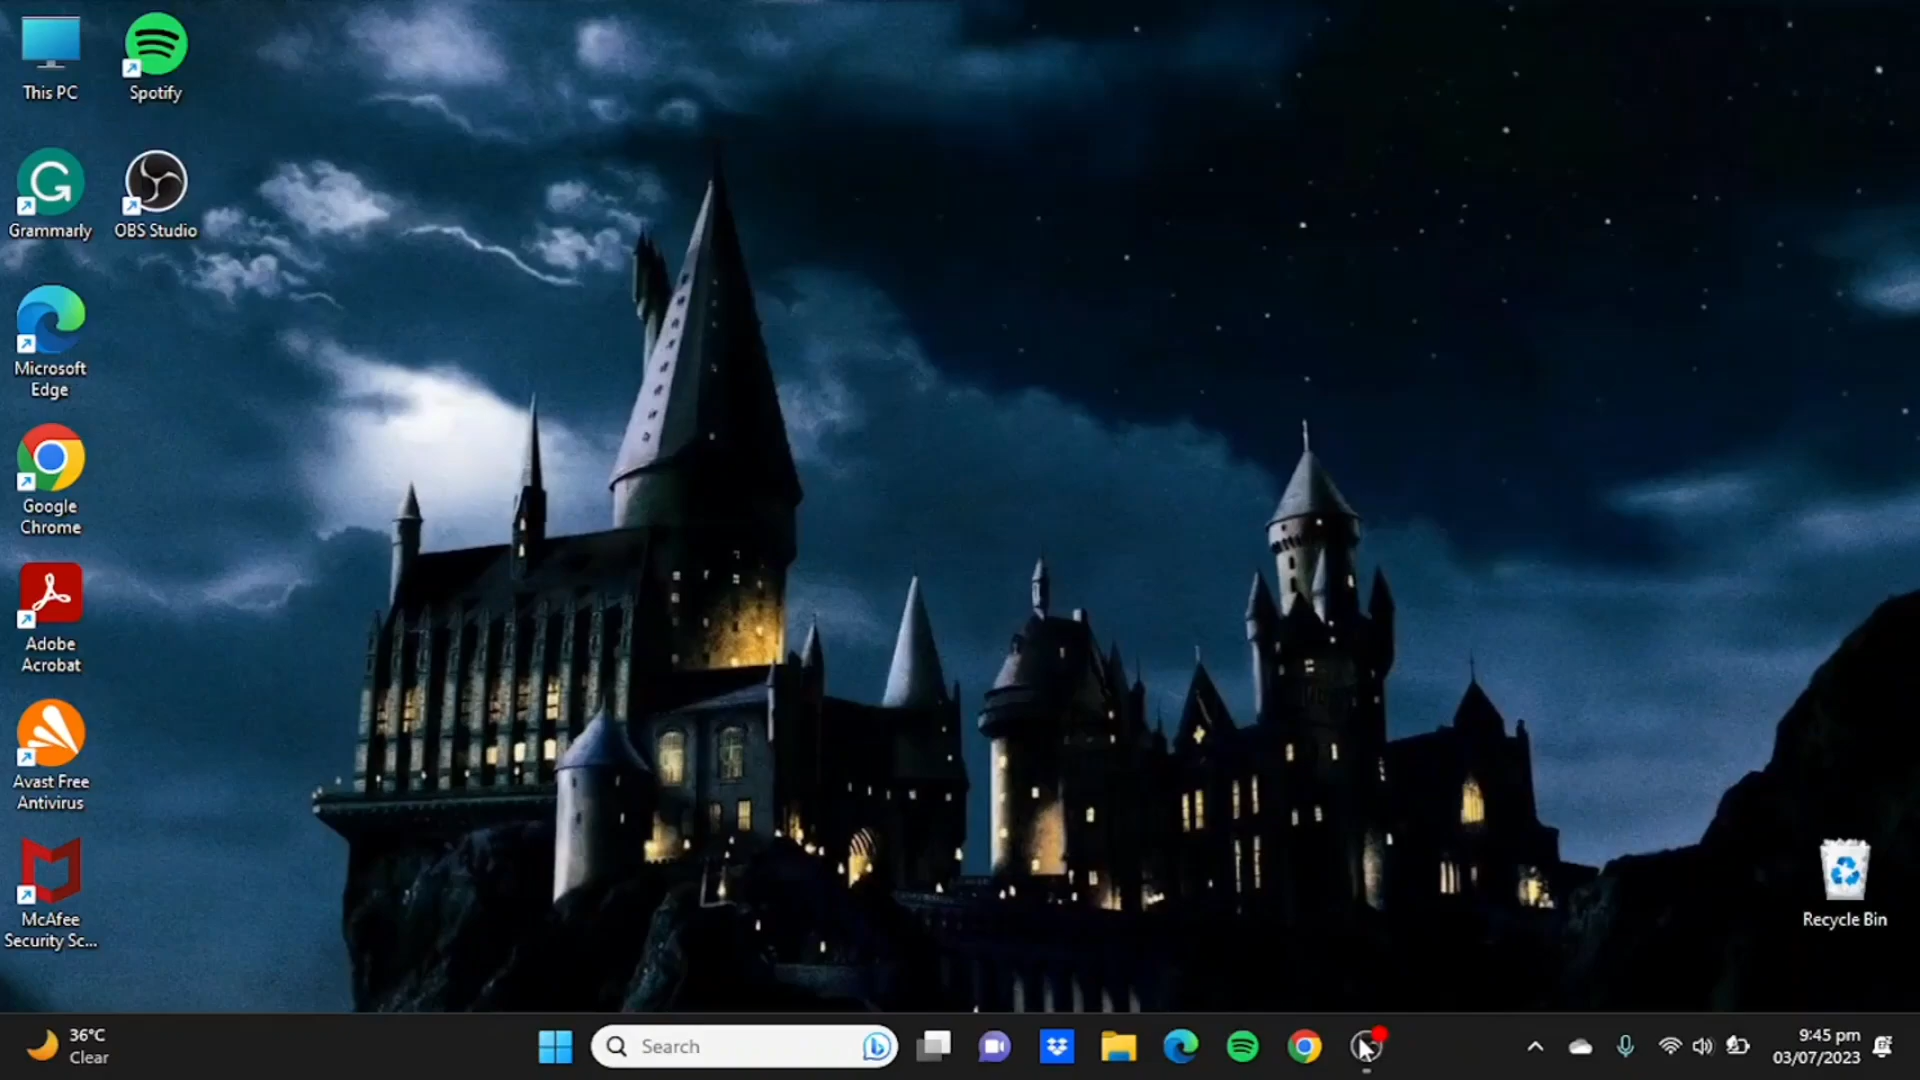 This PC
Spotify
Grammarly
OBS Studio
Microsoft
Edge
Google
Chrome
Adobe
Acrobat
Avast Free
Antivirus
McAfee
Security Sc...
Recycle Bin
36°C
Clear
Search
9:45 pm
03/07/2023